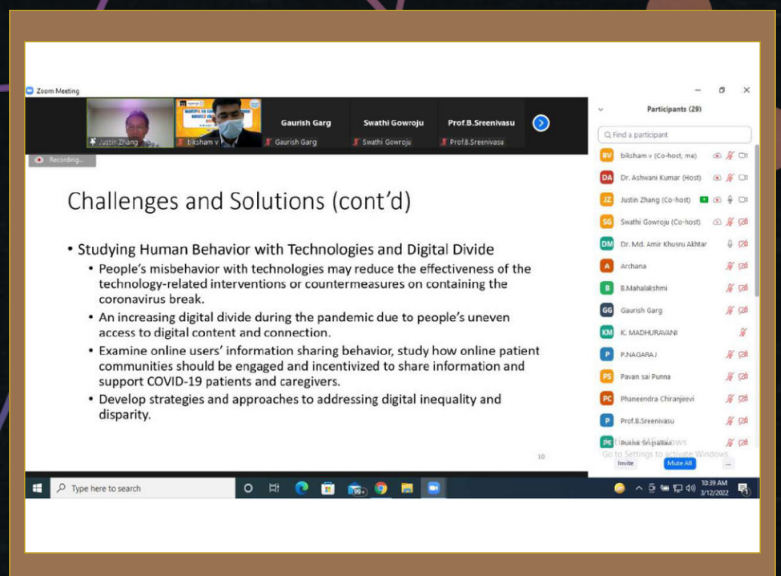 Zoom Meeting
Justin Zhang
biksham v
Gaurish Garg
Gaurish Garg
Swathi Gowroju
Swathi Gowroju
Prof.B.Sreenivasu
Prof.B.Sreenivasu
Recording...
Challenges and Solutions (cont'd)
• Studying Human Behavior with Technologies and Digital Divide
• People's misbehavior with technologies may reduce the effectiveness of the
technology-related interventions or countermeasures on containing the
coronavirus break.
• An increasing digital divide during the pandemic due to people's uneven
access to digital content and connection.
• Examine online users' information sharing behavior, study how online patient
communities should be engaged and incentivized to share information and
support COVID-19 patients and caregivers.
• Develop strategies and approaches to addressing digital inequality and
disparity.
10
Participants (29)
Find a participant
BV biksham v (Co-host, me)
DA Dr. Ashwani Kumar (Host)
JZ Justin Zhang (Co-host)
SG Swathi Gowroju (Co-host)
DM Dr. Md. Amir Khusru Akhtar
A Archana
B B.Mahalakshmi
GG Gaurish Garg
KM K. MADHURAVANI
P P.NAGARAJ
PS Pavan sai Punna
PC Phaneendra Chiranjeevi
P Prof.B.Sreenivasu
PS
Go to Settings to activate Windows.
Invite
Mute All
...
Type here to search
99+
10:39 AM
3/12/2022